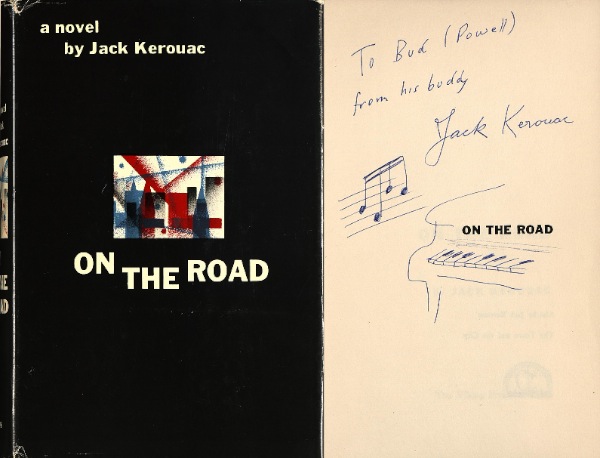 a novel
by Jack Kerouac
ON THE ROAD
To Bud (Powell)
from his buddy
Jack Kerouac
ON THE ROAD